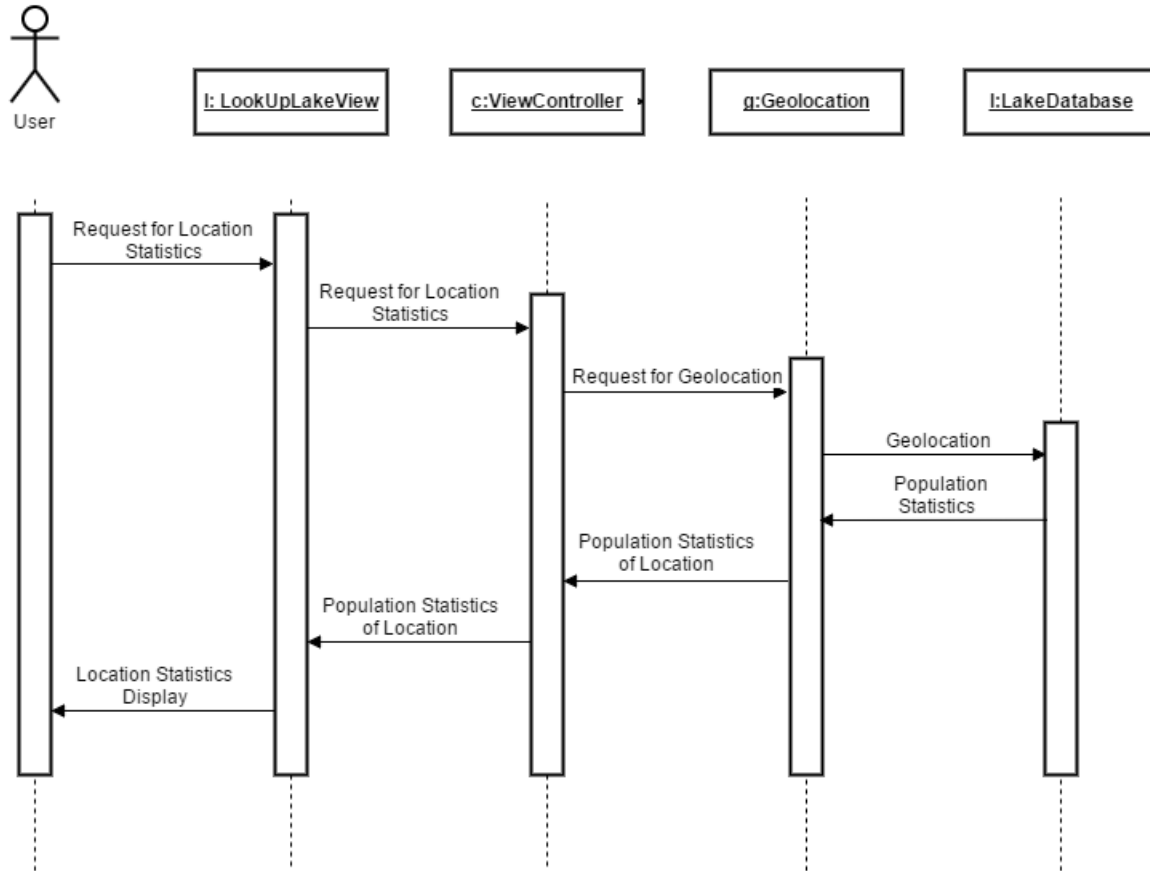 User
l: LookUpLakeView
c:ViewController
g:Geolocation
l:LakeDatabase
Request for Location
Statistics
Request for Location
Statistics
Request for Geolocation
Geolocation
Population
Statistics
Population Statistics
of Location
Population Statistics
of Location
Location Statistics
Display